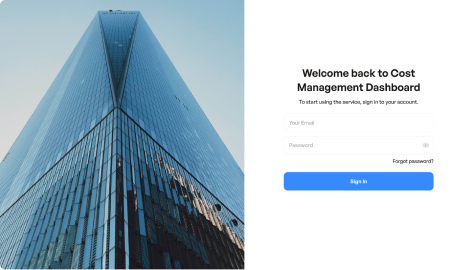 Welcome back to Cost
Management Dashboard
To start using the service, sign in to your account.
Your Email
Password
Forgot password?
Sign In